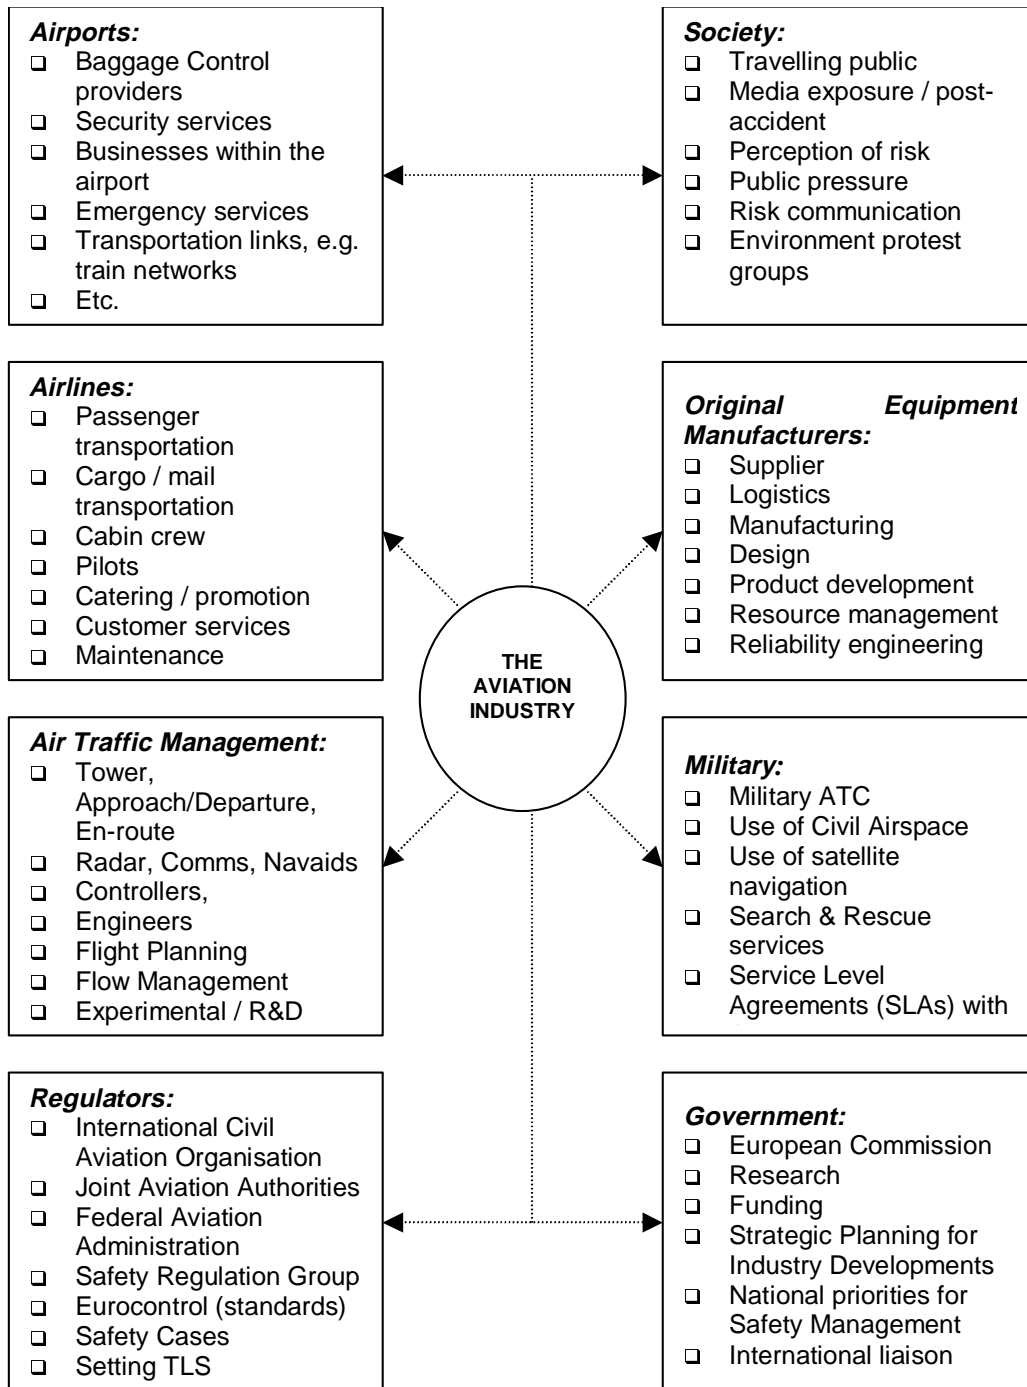 Airports:
❑ Baggage Control
providers
❑ Security services
❑ Businesses within the
airport
❑ Emergency services
❑ Transportation links, e.g.
train networks
❑ Etc.
Society:
❑ Travelling public
❑ Media exposure / post-
accident
❑ Perception of risk
❑ Public pressure
❑ Risk communication
❑ Environment protest
groups
Airlines:
❑ Passenger
transportation
❑ Cargo / mail
transportation
❑ Cabin crew
❑ Pilots
❑ Catering / promotion
❑ Customer services
❑ Maintenance
Original Equipment
Manufacturers:
❑ Supplier
❑ Logistics
❑ Manufacturing
❑ Design
❑ Product development
❑ Resource management
❑ Reliability engineering
THE
AVIATION
INDUSTRY
Air Traffic Management:
❑ Tower,
Approach/Departure,
En-route
❑ Radar, Comms, Navaids
❑ Controllers,
❑ Engineers
❑ Flight Planning
❑ Flow Management
❑ Experimental / R&D
Military:
❑ Military ATC
❑ Use of Civil Airspace
❑ Use of satellite
navigation
❑ Search & Rescue
services
❑ Service Level
Agreements (SLAs) with
Regulators:
❑ International Civil
Aviation Organisation
❑ Joint Aviation Authorities
❑ Federal Aviation
Administration
❑ Safety Regulation Group
❑ Eurocontrol (standards)
❑ Safety Cases
❑ Setting TLS
Government:
❑ European Commission
❑ Research
❑ Funding
❑ Strategic Planning for
Industry Developments
❑ National priorities for
Safety Management
❑ International liaison